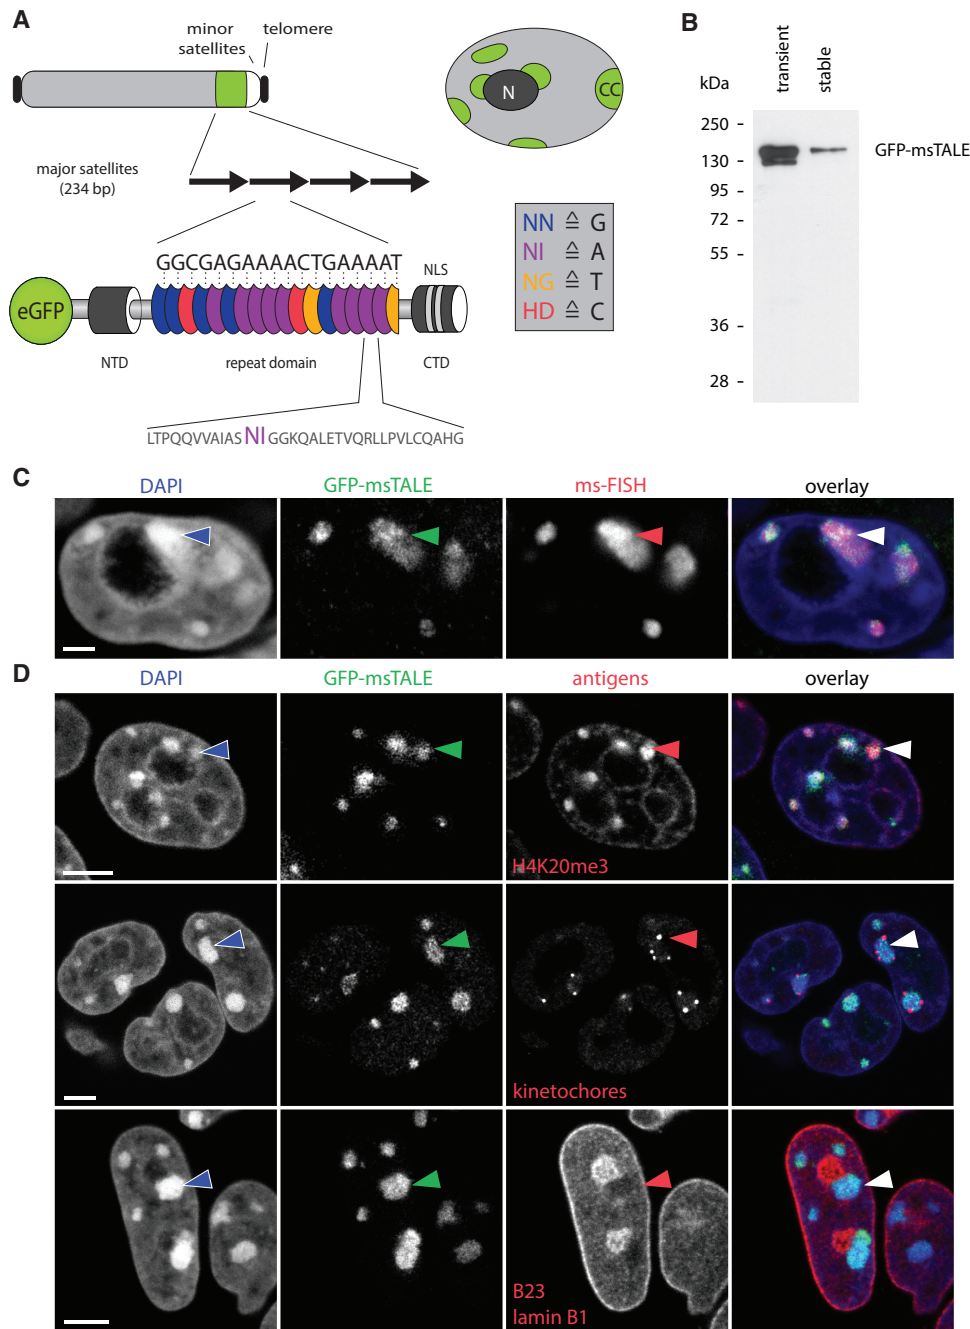 A
minor
satellites
telomere
N
CC
major satellites
(234 bp)
GGCGAGAAAACTGAAAAT
NLS
eGFP
NTD
repeat domain
CTD
LTPQQVVAIAS NI GGKQALETVQRLLPVLCQAHG
NN ≙ G
NI ≙ A
NG ≙ T
HD ≙ C
B
transient
stable
kDa
250 -
130 -
95 -
72 -
55 -
36 -
28 -
GFP-msTALE
C
DAPI
GFP-msTALE
ms-FISH
overlay
D
DAPI
GFP-msTALE
antigens
overlay
H4K20me3
kinetochores
B23
lamin B1